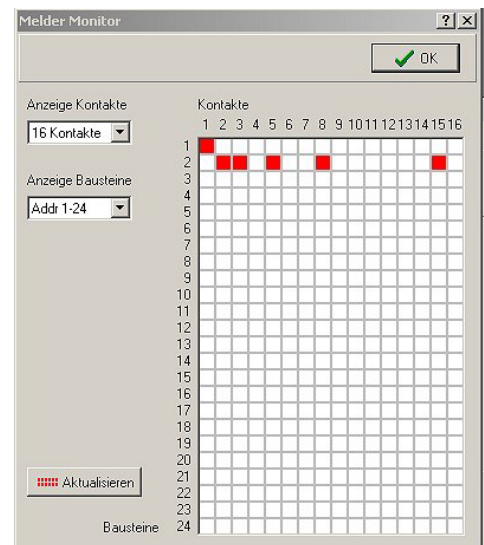 Melder Monitor
OK
Anzeige Kontakte
16 Kontakte
Anzeige Bausteine
Addr 1-24
Kontakte
1 2 3 4 5 6 7 8 9 10 11 12 13 14 15 16
1
2
3
4
5
6
7
8
9
10
11
12
13
14
15
16
17
18
19
20
21
22
23
24
Aktualisieren
Bausteine